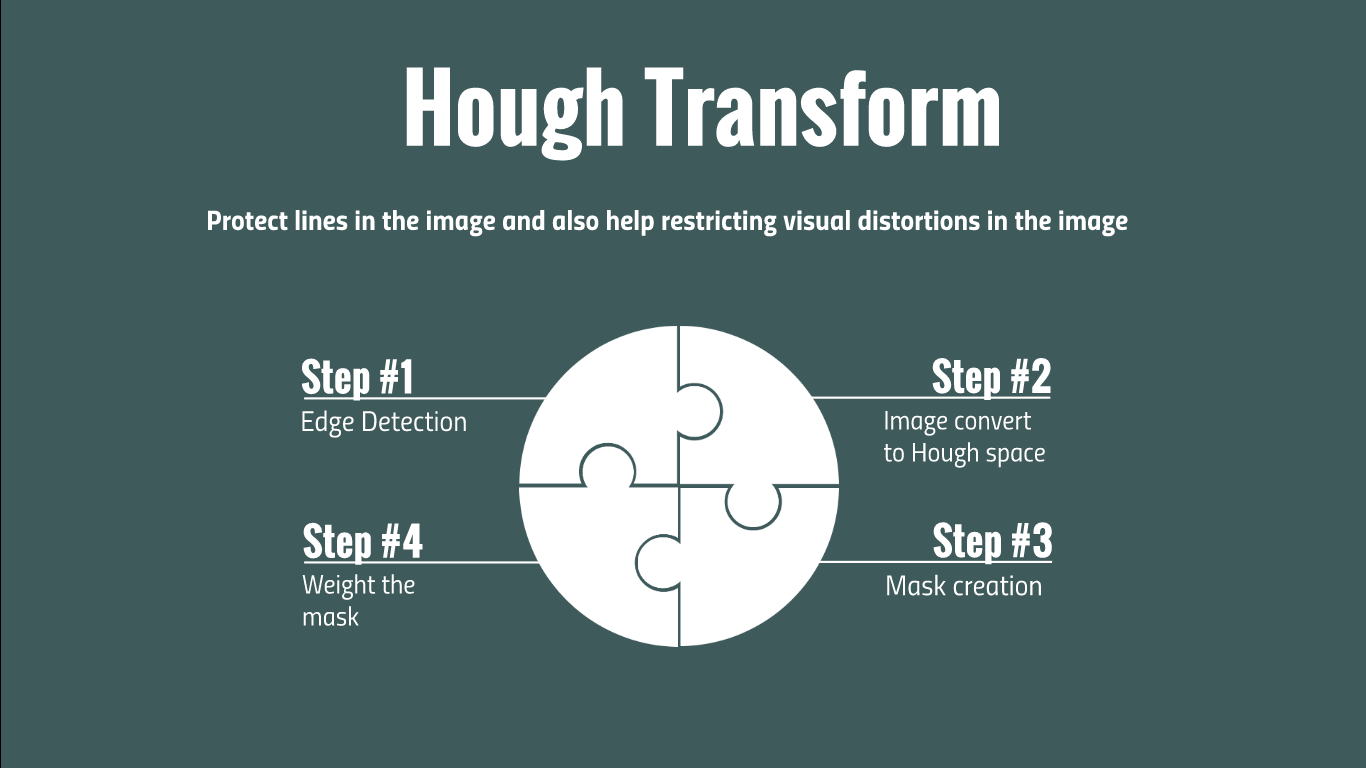 Hough Transform
Protect lines in the image and also help restricting visual distortions in the image
Step #1
Edge Detection
Step #2
Image convert
to Hough space
Step #3
Mask creation
Step #4
Weight the
mask